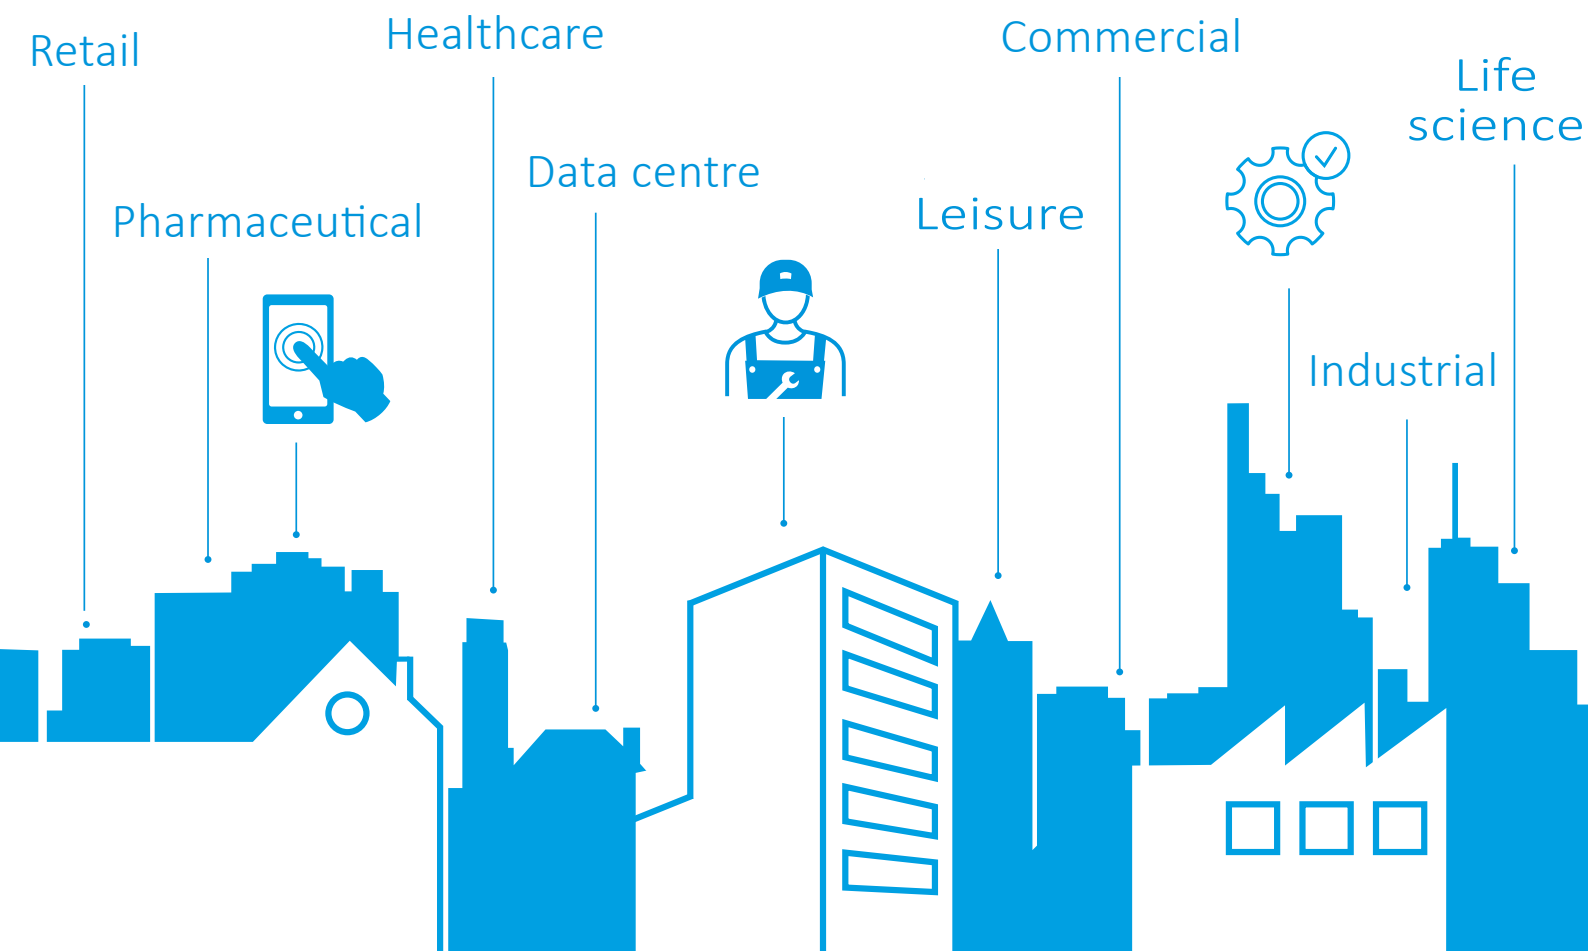 Retail
Healthcare
Commercial
Life
science
Data centre
Pharmaceutical
Leisure
Industrial